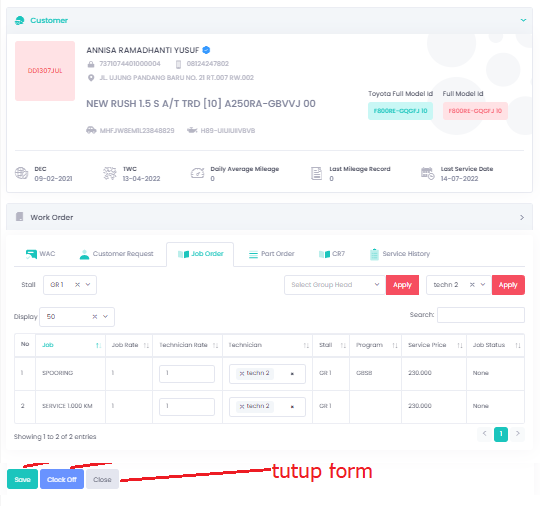 Customer
DD1307JUL
ANNISA RAMADHANTI YUSUF
7371074401000004 08124247802
JL. UJUNG PANDANG BARU NO. 21 RT.007 RW.002
NEW RUSH 1.5 S A/T TRD [10] A250RA-GBVVJ 00
Toyota Full Model Id Full Model Id
F800RE-GQGFJ 10 F800RE-GQGFJ 10
DEC TWC Daily Average Mileage Last Mileage Record Last Service Date
09-02-2021 13-04-2022 0 0 14-07-2022
Work Order
WAC Customer Request Job Order Part Order CR7 Service History
Stall GR 1 Select Group Head Apply techn 2 Apply
Display 50 Search:
No Job Job Rate Technician Rate Technician Stall Program Service Price Job Status
1 SPOORING 1 1 techn 2 GR 1 GBSB 230.000 None
2 SERVICE 1.000 KM 1 1 techn 2 GR 1 230.000 None
Showing 1 to 2 of 2 entries
1
Save Clock Off Close
tutup form